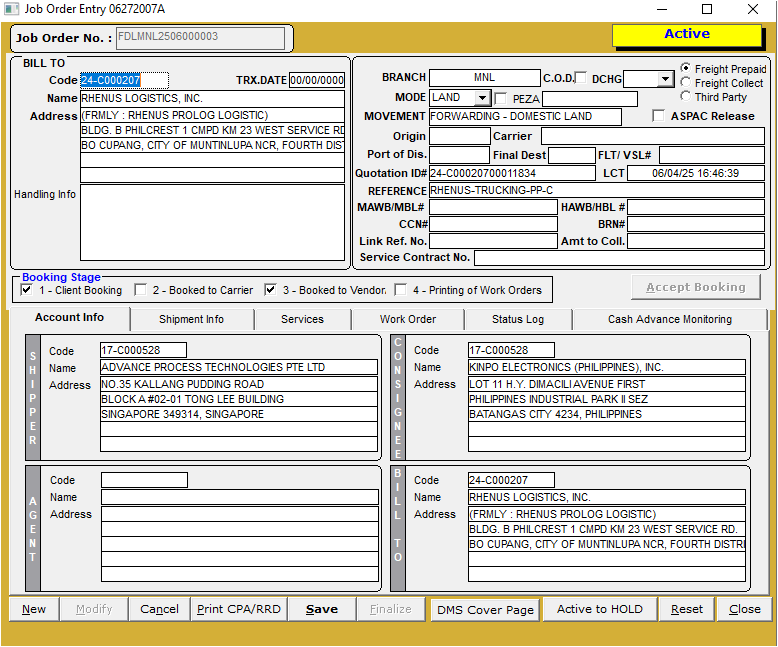 Job Order Entry 06272007A
Job Order No. : FDLMNL2506000003
Active
BILL TO
Code 24-C000207 TRX.DATE 00/00/0000
Name RHENUS LOGISTICS, INC.
Address (FRMLY : RHENUS PROLOG LOGISTIC)
BLDG. B PHILCREST 1 CMPD KM 23 WEST SERVICE RD
BO CUPANG, CITY OF MUNTINLUPA NCR, FOURTH DIST
Handling Info
BRANCH MNL C.O.D. DCHG
Freight Prepaid
Freight Collect
Third Party
MODE LAND PEZA
MOVEMENT FORWARDING - DOMESTIC LAND ASPAC Release
Origin Carrier
Port of Dis. Final Dest FLT/ VSL#
Quotation ID# 24-C00020700011834 LCT 06/04/25 16:46:39
REFERENCE RHENUS-TRUCKING-PP-C
MAWB/MBL# HAWB/HBL #
CCN# BRN#
Link Ref. No. Amt to Coll.
Service Contract No.
Booking Stage
1 - Client Booking 2 - Booked to Carrier 3 - Booked to Vendor. 4 - Printing of Work Orders
Accept Booking
Account Info Shipment Info Services Work Order Status Log Cash Advance Monitoring
SHIPPER
Code 17-C000528
Name ADVANCE PROCESS TECHNOLOGIES PTE LTD
Address NO.35 KALLANG PUDDING ROAD
BLOCK A #02-01 TONG LEE BUILDING
SINGAPORE 349314, SINGAPORE
CONSIGNEE
Code 17-C000528
Name KINPO ELECTRONICS (PHILIPPINES), INC.
Address LOT 11 H.Y. DIMACILI AVENUE FIRST
PHILIPPINES INDUSTRIAL PARK II SEZ
BATANGAS CITY 4234, PHILIPPINES
AGENT
Code
Name
Address
BILL TO
Code 24-C000207
Name RHENUS LOGISTICS, INC.
Address (FRMLY : RHENUS PROLOG LOGISTIC)
BLDG. B PHILCREST 1 CMPD KM 23 WEST SERVICE RD.
BO CUPANG, CITY OF MUNTINLUPA NCR, FOURTH DISTRI
New Modify Cancel Print CPA/RRD Save Finalize DMS Cover Page Active to HOLD Reset Close